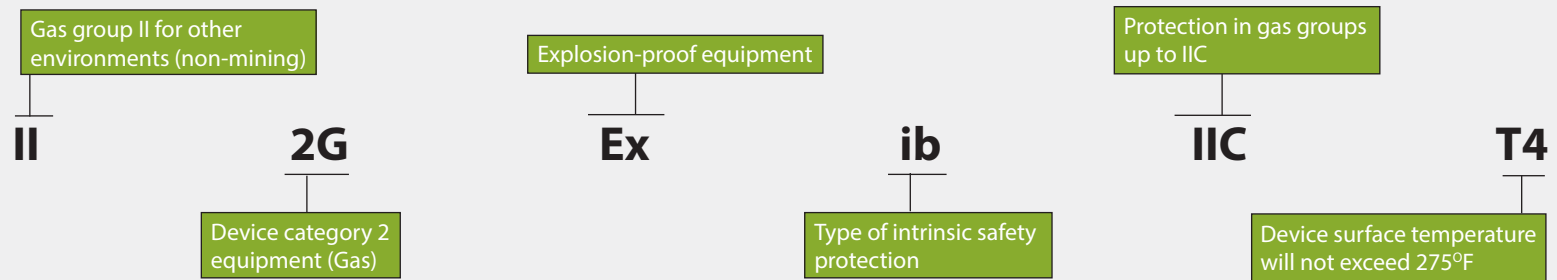 Gas group II for other
environments (non-mining)
Explosion-proof equipment
Protection in gas groups
up to IIC
II 2G Ex ib IIC T4
Device category 2
equipment (Gas)
Type of intrinsic safety
protection
Device surface temperature
will not exceed 275⁰F